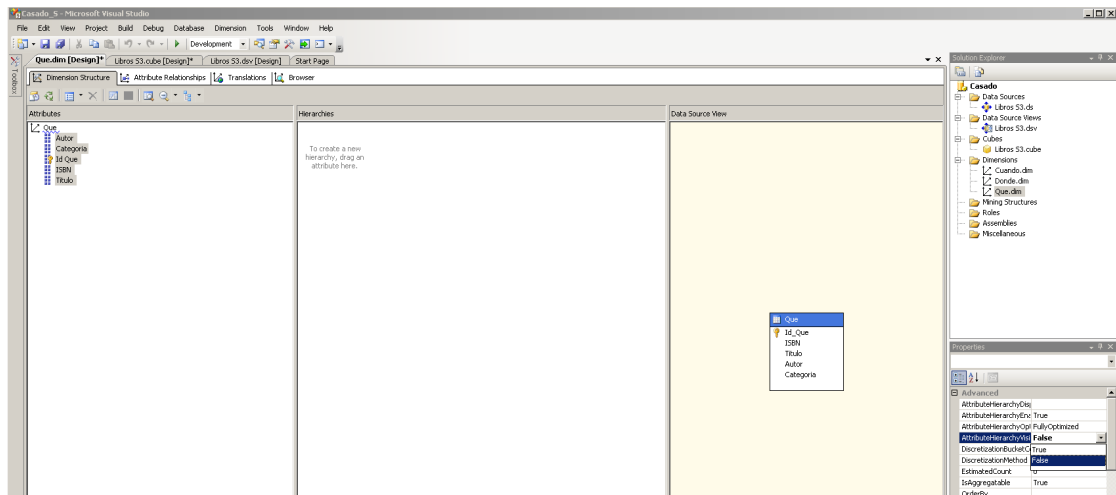 Casado_5 - Microsoft Visual Studio
File Edit View Project Build Debug Database Dimension Tools Window Help
Development
Que.dim [Design]* Libros S3.cube [Design]* Libros S3.dsv [Design] Start Page
Toolbox
Dimension Structure Attribute Relationships Translations Browser
Attributes
Que
Autor
Categoria
Id Que
ISBN
Titulo
Hierarchies
To create a new
hierarchy, drag an
attribute here.
Data Source View
Que
Id_Que
ISBN
Titulo
Autor
Categoria
Solution Explorer
Casado
Data Sources
Libros S3.ds
Data Source Views
Libros S3.dsv
Cubes
Libros S3.cube
Dimensions
Cuando.dim
Donde.dim
Que.dim
Mining Structures
Roles
Assemblies
Miscellaneous
Properties
Advanced
AttributeHierarchyDisp
AttributeHierarchyEna True
AttributeHierarchyOpt FullyOptimized
AttributeHierarchyVisi False
DiscretizationBucketC True
DiscretizationMethod False
EstimatedCount 0
IsAggregatable True
OrderBy